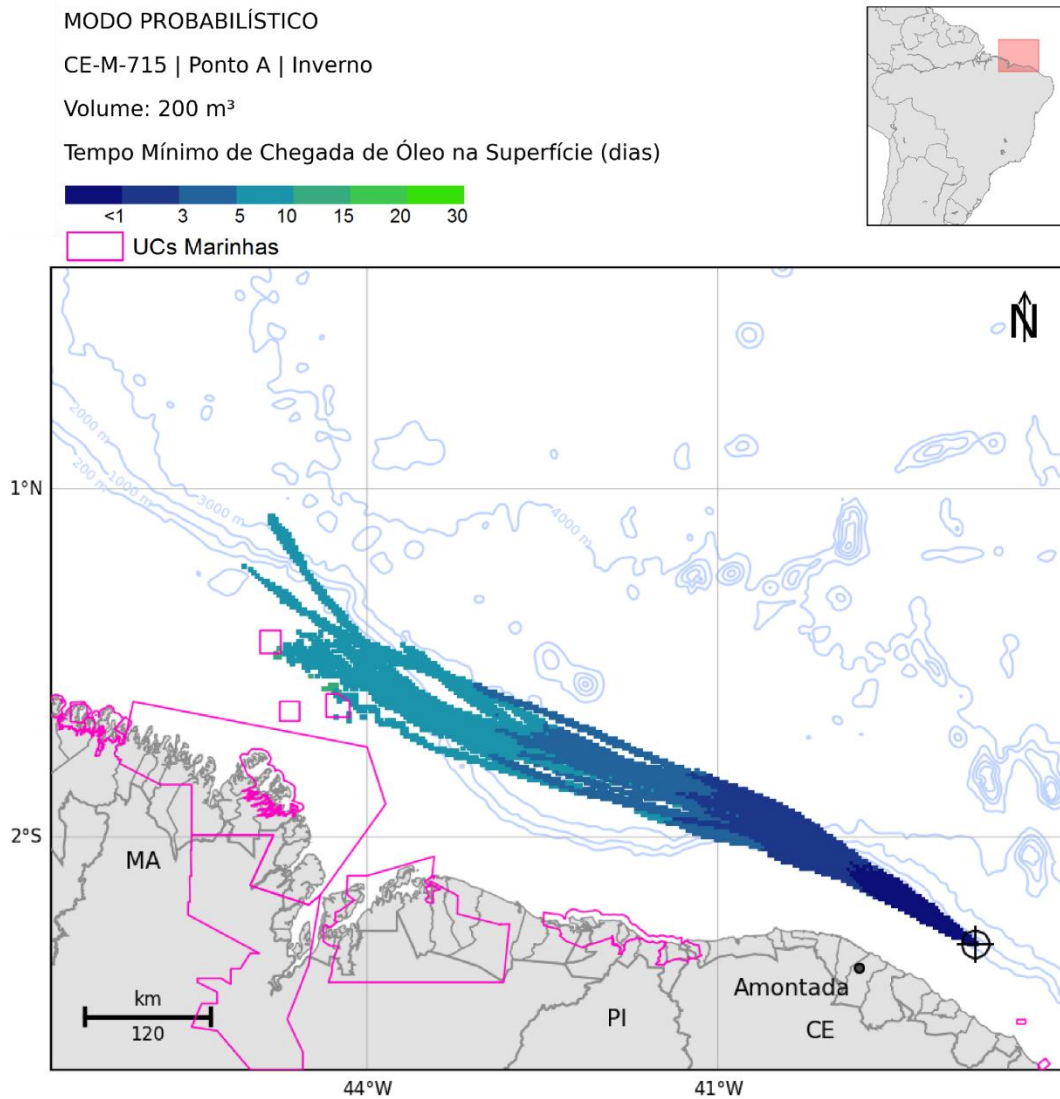 MODO PROBABILÍSTICO
CE-M-715 | Ponto A | Inverno
Volume: 200 m³
Tempo Mínimo de Chegada de Óleo na Superfície (dias)
<1 3 5 10 15 20 30
UCs Marinhas
N
2000 m
200 m
1000 m
3000 m
4000 m
1°N
2°S
MA
km
120
Amontada
PI
CE
44°W
41°W